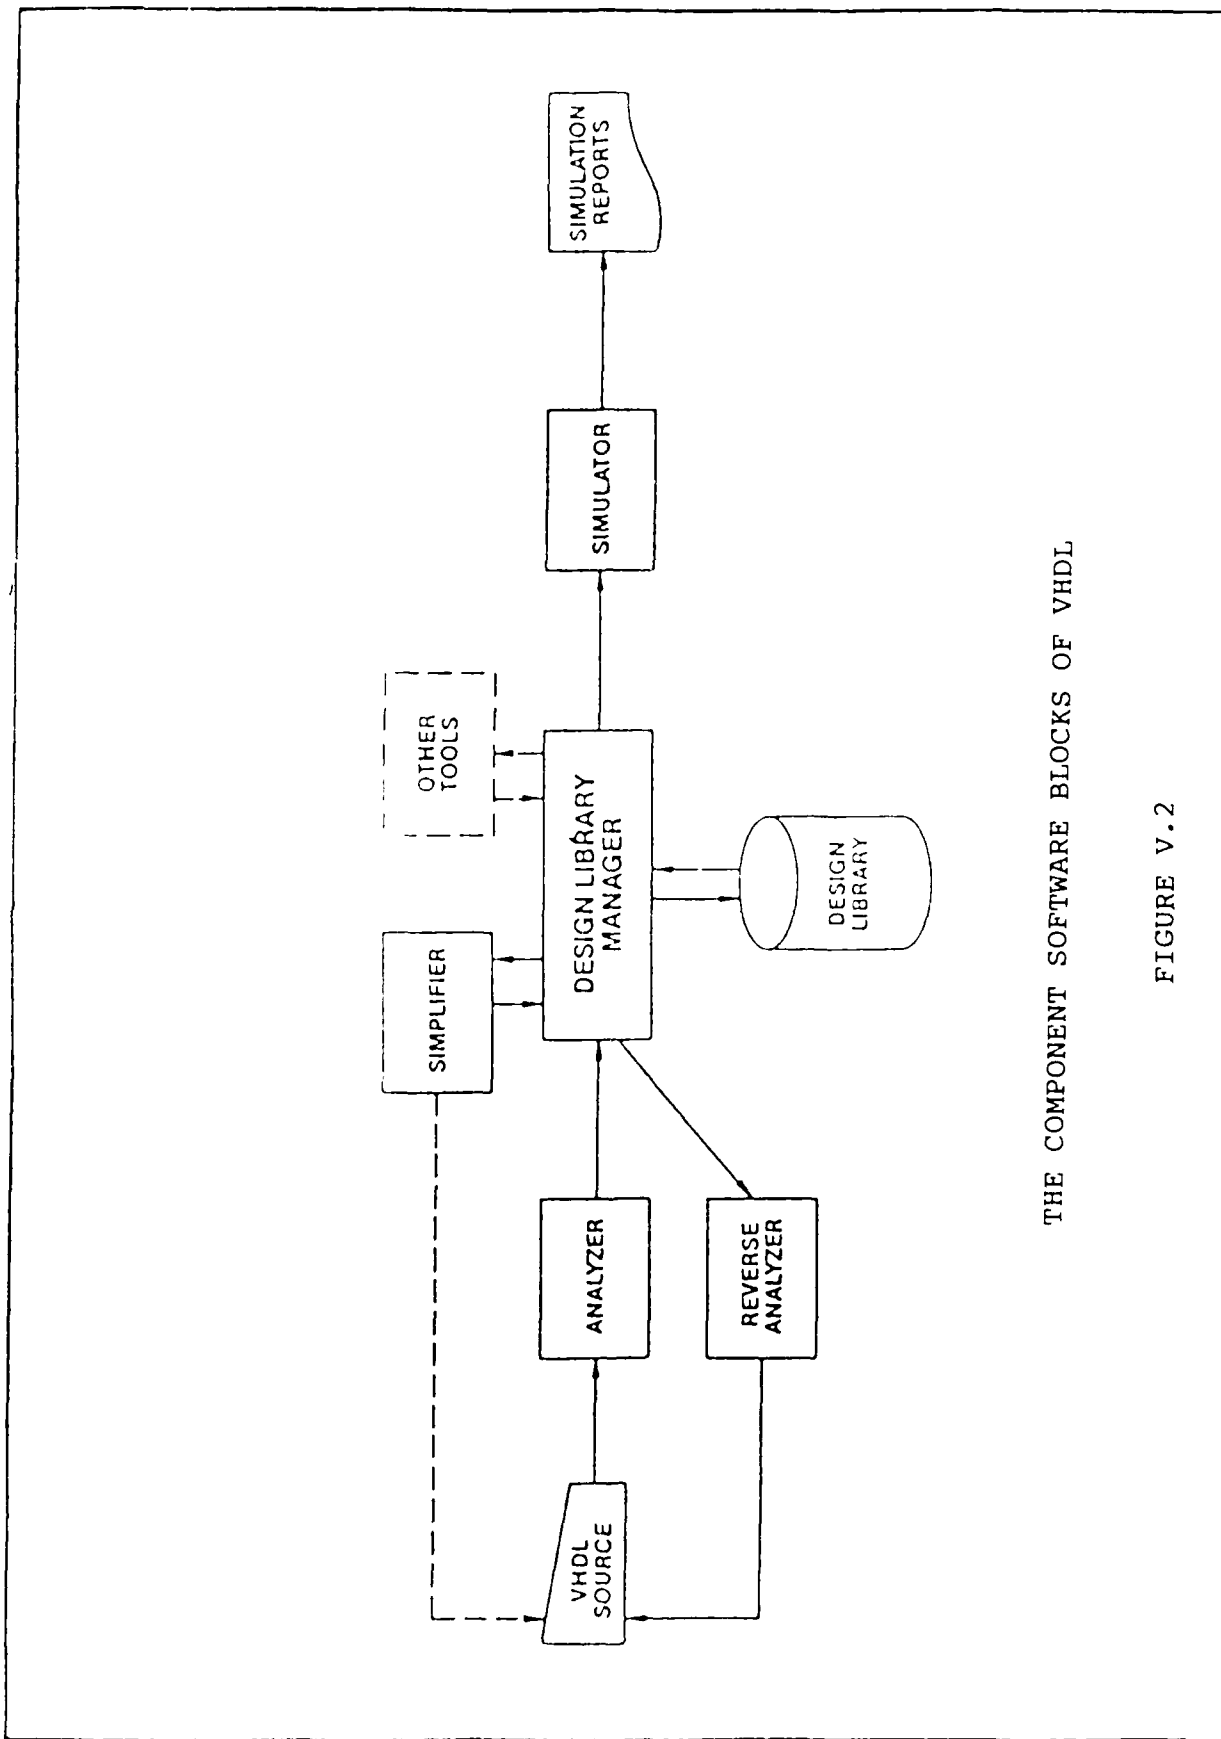 SIMPLIFIER
OTHER
TOOLS
VHDL
SOURCE
ANALYZER
DESIGN LIBRARY
MANAGER
SIMULATOR
SIMULATION
REPORTS
REVERSE
ANALYZER
DESIGN
LIBRARY
THE COMPONENT SOFTWARE BLOCKS OF VHDL
FIGURE V.2